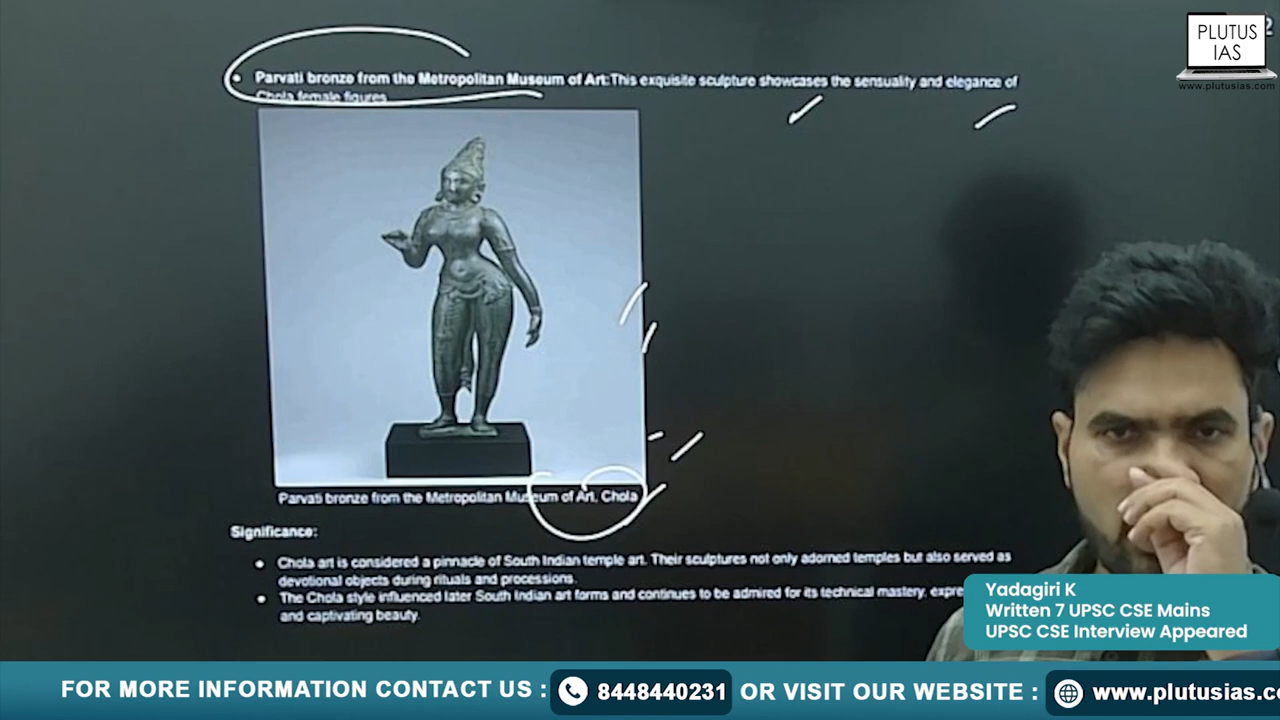 2
PLUTUS
IAS
www.plutusias.com
• Parvati bronze from the Metropolitan Museum of Art:This exquisite sculpture showcases the sensuality and elegance of
Chola female figures
Parvati bronze from the Metropolitan Museum of Art. Chola
Significance:
• Chola art is considered a pinnacle of South Indian temple art. Their sculptures not only adorned temples but also served as
devotional objects during rituals and processions.
• The Chola style influenced later South Indian art forms and continues to be admired for its technical mastery, expre
and captivating beauty.
Yadagiri K
Written 7 UPSC CSE Mains
UPSC CSE Interview Appeared
FOR MORE INFORMATION CONTACT US : 8448440231 OR VISIT OUR WEBSITE : www.plutusias.co